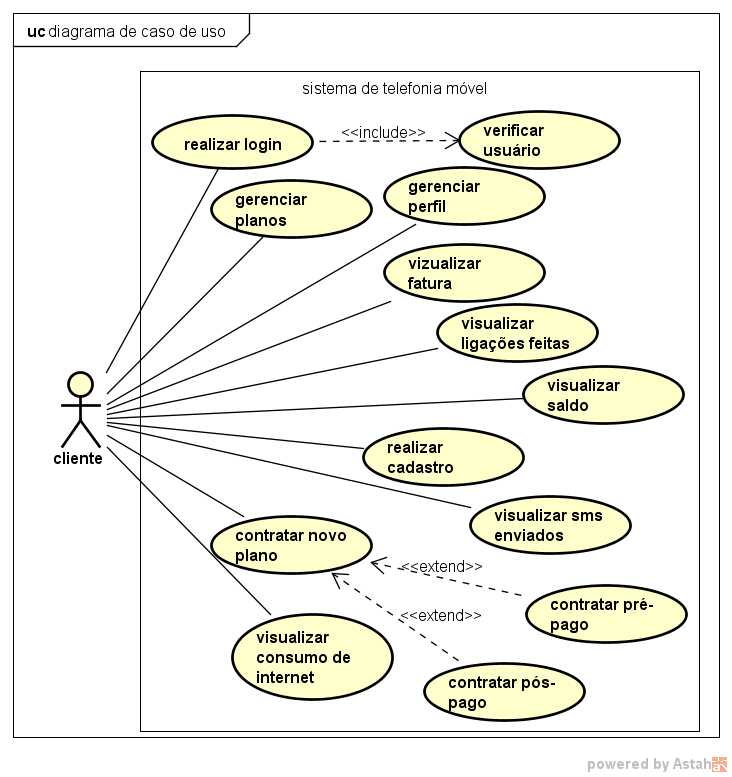 uc diagrama de caso de uso
sistema de telefonia móvel
realizar login
<<include>>
verificar
usuário
gerenciar
planos
gerenciar
perfil
vizualizar
fatura
visualizar
ligações feitas
visualizar
saldo
cliente
realizar
cadastro
visualizar sms
enviados
contratar novo
plano
<<extend>>
contratar pré-
pago
<<extend>>
visualizar
consumo de
internet
contratar pós-
pago
powered by Astah